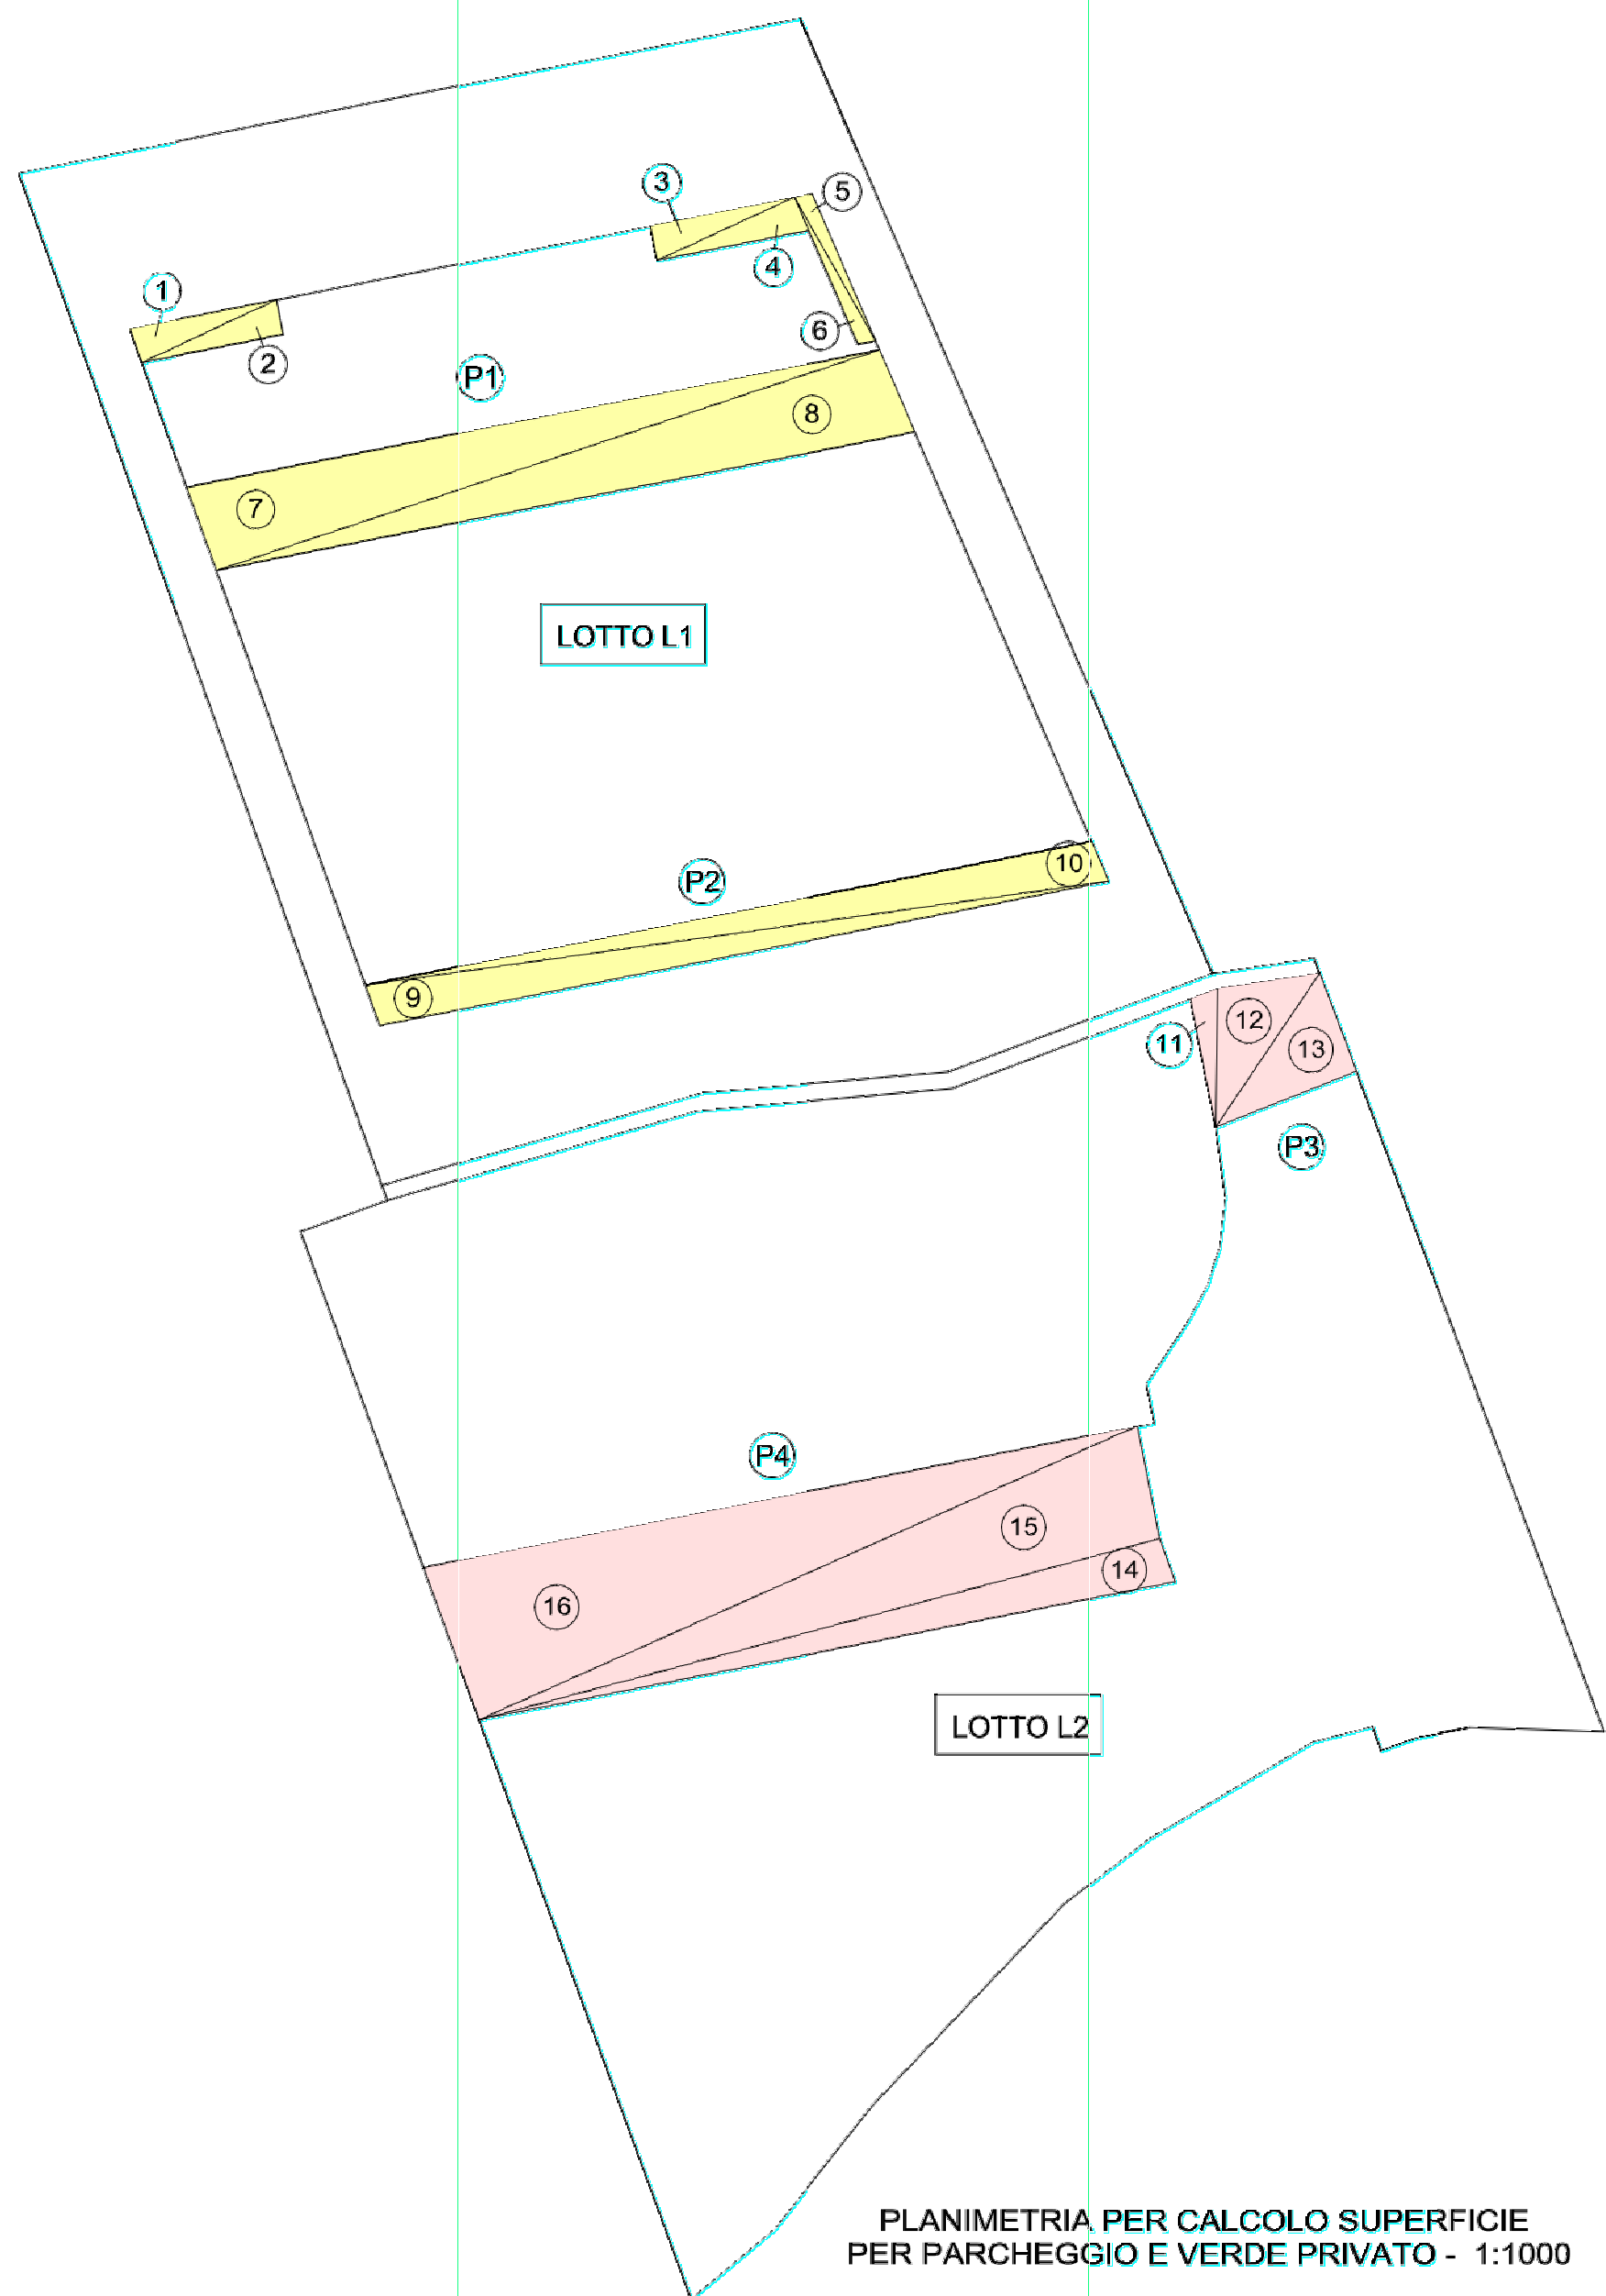 3
5
4
1
6
2
P1
8
7
LOTTO L1
10
P2
9
12
11
13
P3
P4
15
14
16
LOTTO L2
PLANIMETRIA PER CALCOLO SUPERFICIE
PER PARCHEGGIO E VERDE PRIVATO - 1:1000